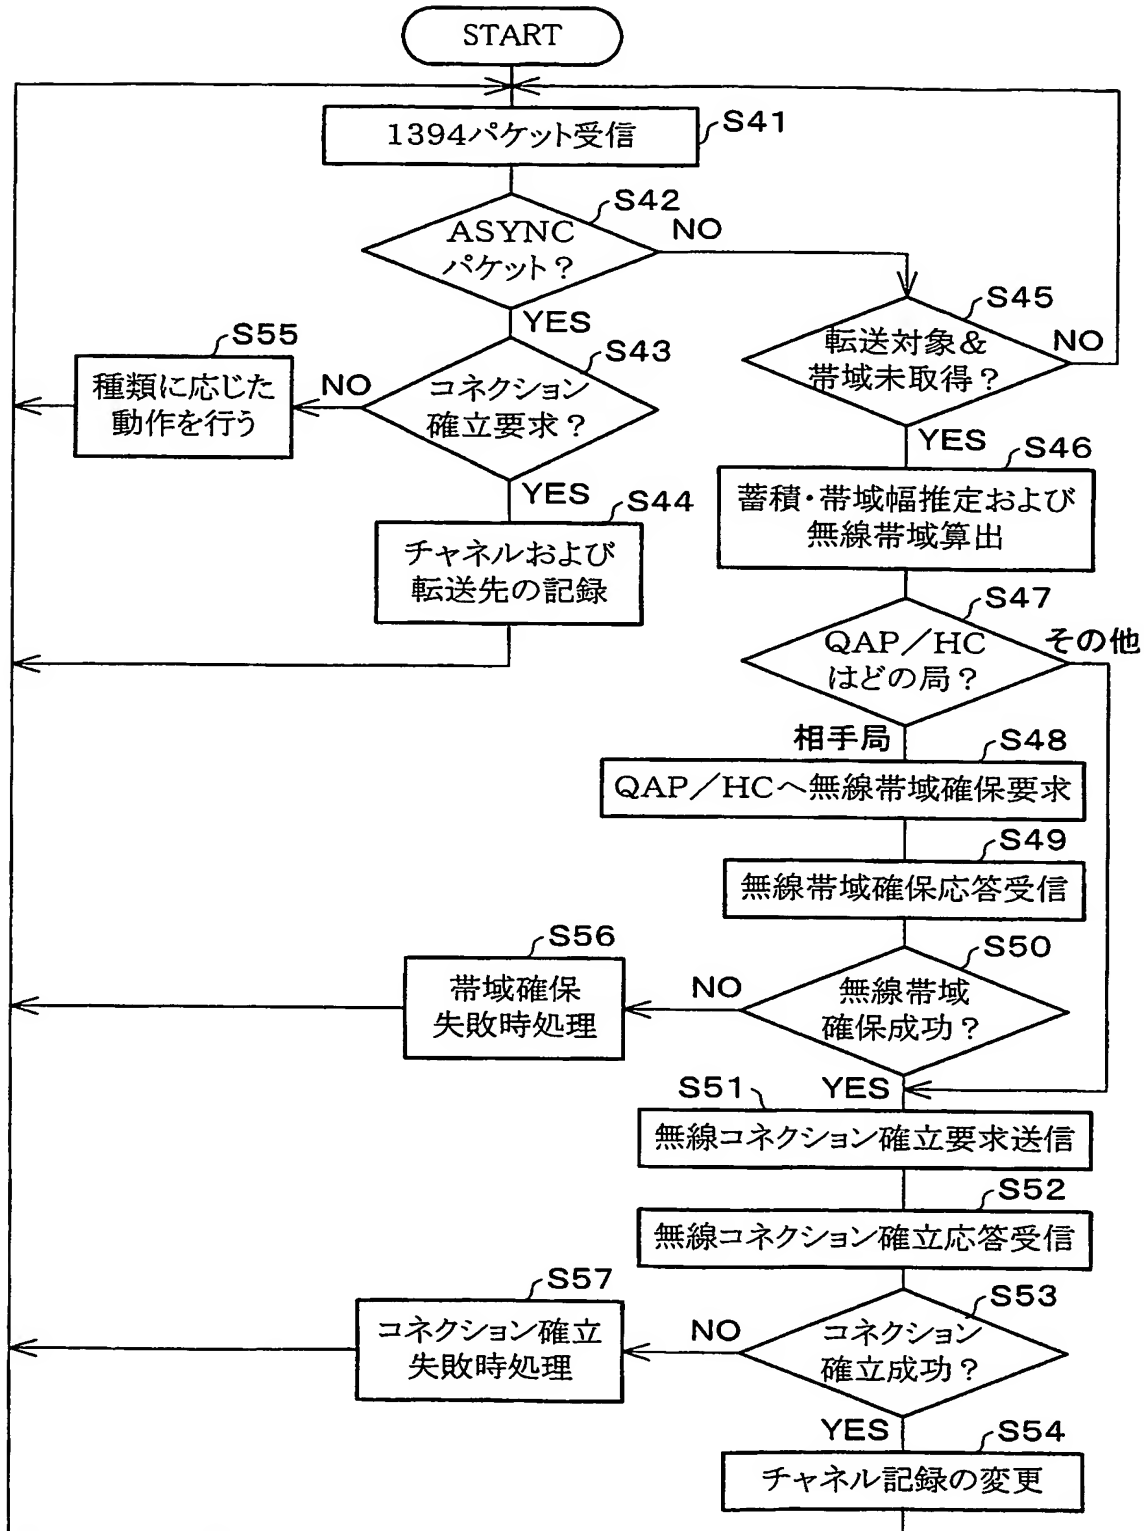 START
S41
1394パケット受信
S42
ASYNC
パケット？
NO
YES
S45
転送対象＆
帯域未取得？
NO
YES
S43
コネクション
確立要求？
NO
YES
S55
種類に応じた
動作を行う
S44
チャネルおよび
転送先の記録
S46
蓄積・帯域幅推定および
無線帯域算出
S47
QAP／HC
はどの局？
その他
相手局
S48
QAP／HCへ無線帯域確保要求
S49
無線帯域確保応答受信
S50
無線帯域
確保成功？
NO
YES
S56
帯域確保
失敗時処理
S51
無線コネクション確立要求送信
S52
無線コネクション確立応答受信
S53
コネクション
確立成功？
NO
YES
S57
コネクション確立
失敗時処理
S54
チャネル記録の変更